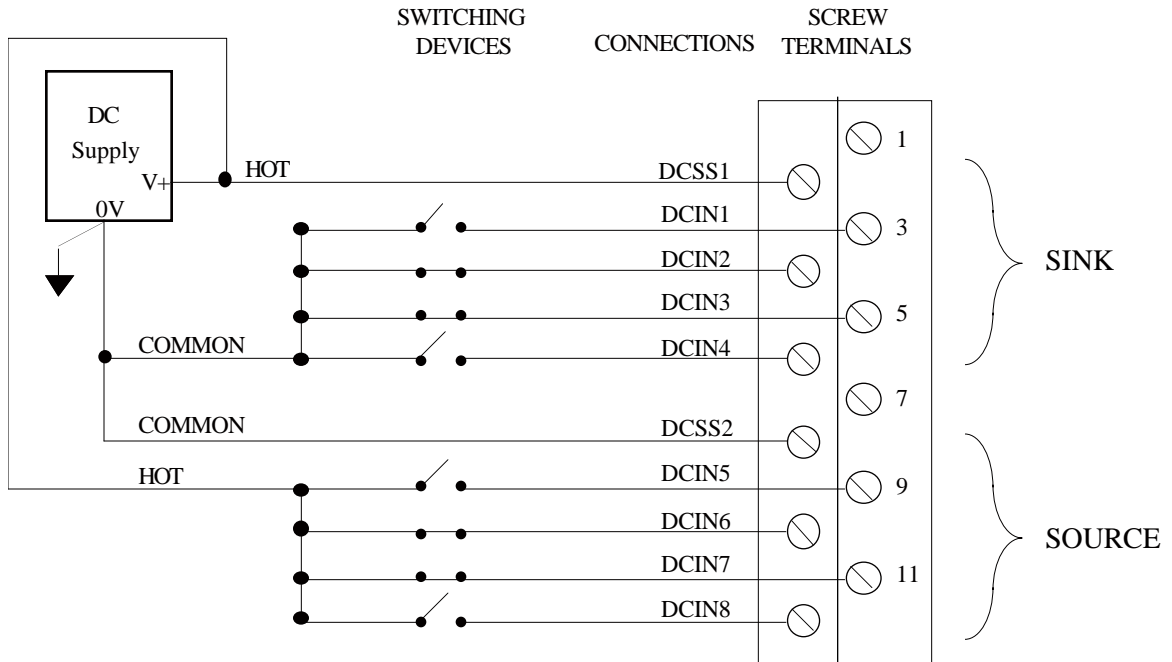 SWITCHING
DEVICES
CONNECTIONS
SCREW
TERMINALS
DC
Supply
V+
0V
HOT
DCSS1
1
DCIN1
3
DCIN2
DCIN3
5
COMMON
DCIN4
SINK
7
COMMON
DCSS2
HOT
DCIN5
9
DCIN6
DCIN7
11
DCIN8
SOURCE